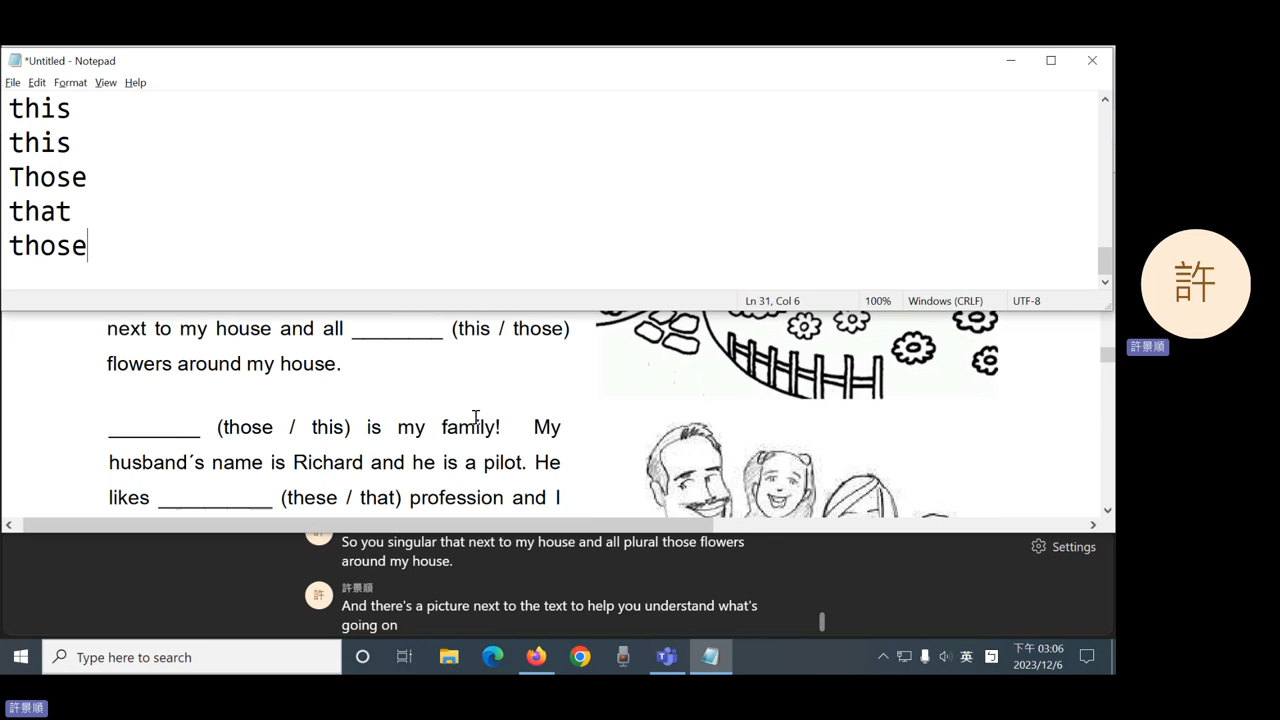 *Untitled - Notepad
File Edit Format View Help
this
this
Those
that
those
Ln 31, Col 6 100% Windows (CRLF) UTF-8
next to my house and all ________ (this / those)
flowers around my house.
________ (those / this) is my family! My
husband´s name is Richard and he is a pilot. He
likes __________ (these / that) profession and I
So you singular that next to my house and all plural those flowers
around my house.
Settings
許
許景順
And there's a picture next to the text to help you understand what's
going on
許
許景順
Type here to search
英
下午 03:06
2023/12/6
許景順